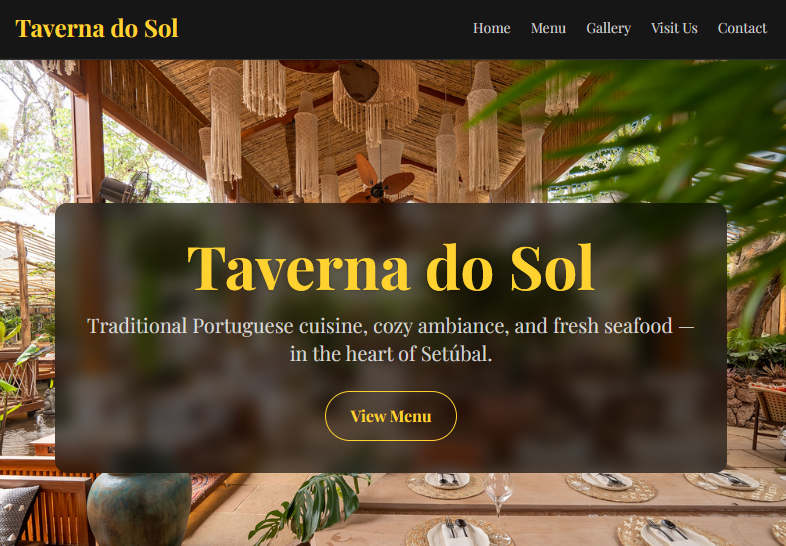 Taverna do Sol
Home Menu Gallery Visit Us Contact
Taverna do Sol
Traditional Portuguese cuisine, cozy ambiance, and fresh seafood —
in the heart of Setúbal.
View Menu